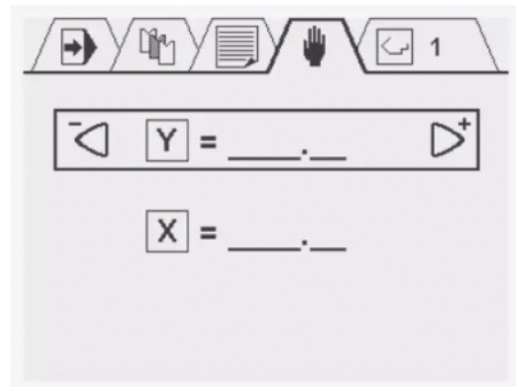 1
- Y = ____.__ +
X = ____.__